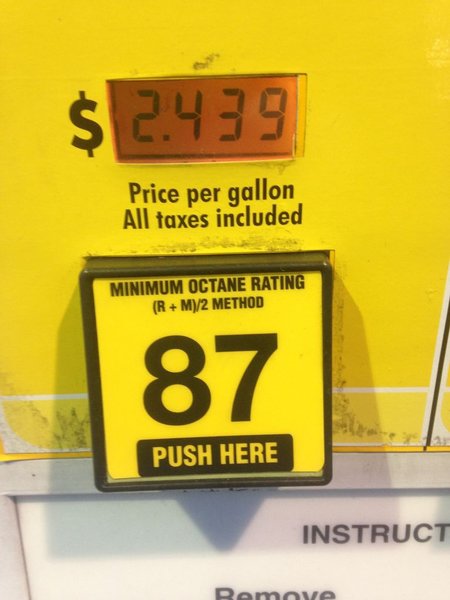 $ 2.439
Price per gallon
All taxes included
MINIMUM OCTANE RATING
(R + M)/2 METHOD
87
PUSH HERE
INSTRUCT
Remove